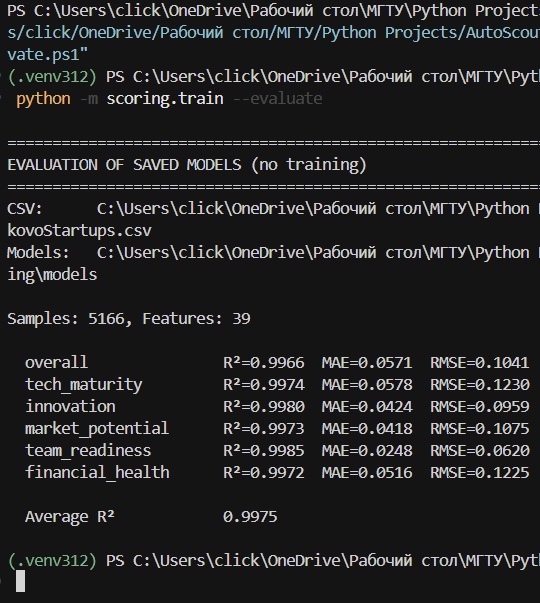 PS C:\Users\click\OneDrive\Рабочий стол\МГТУ\Python Project
s/click/OneDrive/Рабочий стол/МГТУ/Python Projects/AutoScou
vate.ps1"
(.venv312) PS C:\Users\click\OneDrive\Рабочий стол\МГТУ\Pyt
python -m scoring.train --evaluate
============================================================
EVALUATION OF SAVED MODELS (no training)
============================================================
CSV: C:\Users\click\OneDrive\Рабочий стол\МГТУ\Python
kovoStartups.csv
Models: C:\Users\click\OneDrive\Рабочий стол\МГТУ\Python
ing\models
Samples: 5166, Features: 39
overall R²=0.9966 MAE=0.0571 RMSE=0.1041
tech_maturity R²=0.9974 MAE=0.0578 RMSE=0.1230
innovation R²=0.9980 MAE=0.0424 RMSE=0.0959
market_potential R²=0.9973 MAE=0.0418 RMSE=0.1075
team_readiness R²=0.9985 MAE=0.0248 RMSE=0.0620
financial_health R²=0.9972 MAE=0.0516 RMSE=0.1225
Average R² 0.9975
(.venv312) PS C:\Users\click\OneDrive\Рабочий стол\МГТУ\Pyt